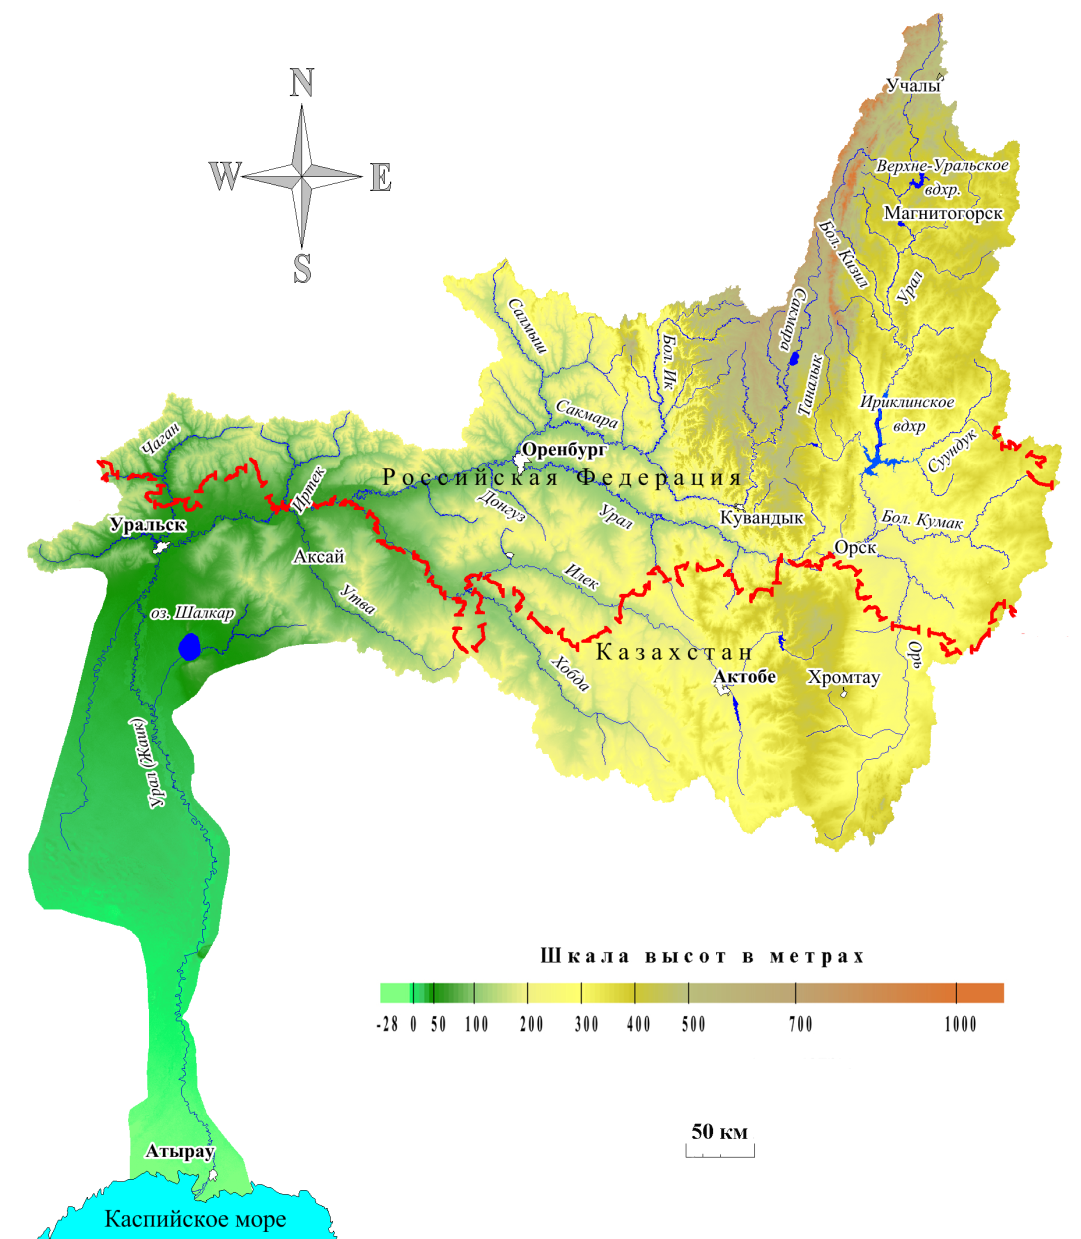 N
W
E
S
Учалы
Верхне-Уральское
вдхр.
Магнитогорск
Бол. Кизил
Урал
Салмыш
Сакмара
Бол. Ик
Таналык
Ириклинское
вдхр
Чаган
Сакмара
Суундук
Оренбург
Российская Федерация
Иртек
Донгуз
Урал
Кувандык
Бол. Кумак
Уральск
Орск
Аксай
Илек
Утва
оз. Шалкар
Казахстан
Орь
Хобда
Актобе
Хромтау
Урал (Жаик)
Шкала высот в метрах
-28 0 50 100 200 300 400 500 700 1000
50 км
Атырау
Каспийское море